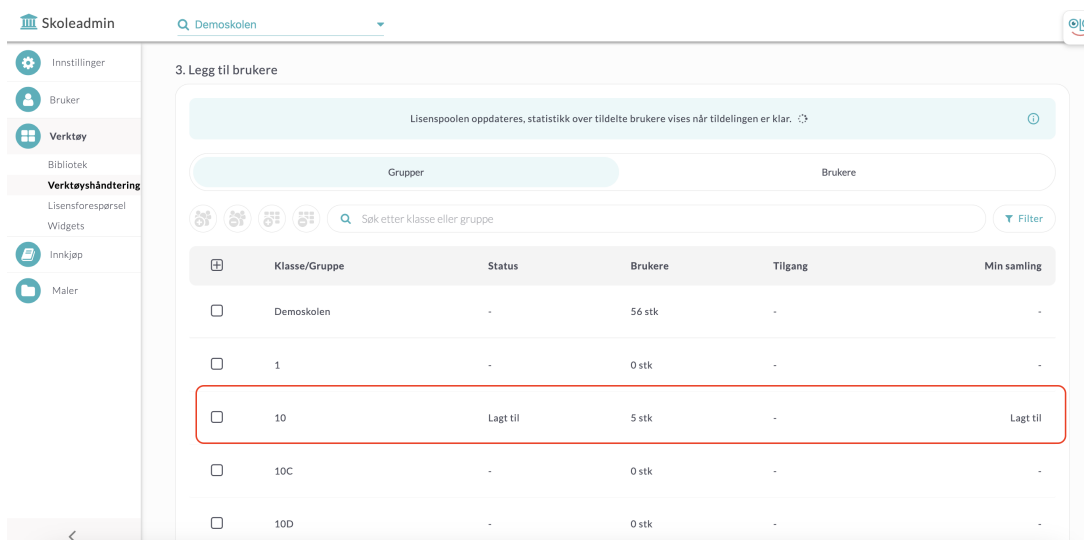 Skoleadmin
Demoskolen
Innstillinger
Bruker
Verktøy
Bibliotek
Verktøyshåndtering
Lisensforespørsel
Widgets
Innkjøp
Maler
3. Legg til brukere
Lisenspoolen oppdateres, statistikk over tildelte brukere vises når tildelingen er klar.
Grupper Brukere
Søk etter klasse eller gruppe Filter
Klasse/Gruppe Status Brukere Tilgang Min samling
Demoskolen - 56 stk - -
1 - 0 stk - -
10 Lagt til 5 stk - Lagt til
10C - 0 stk - -
10D - 0 stk - -